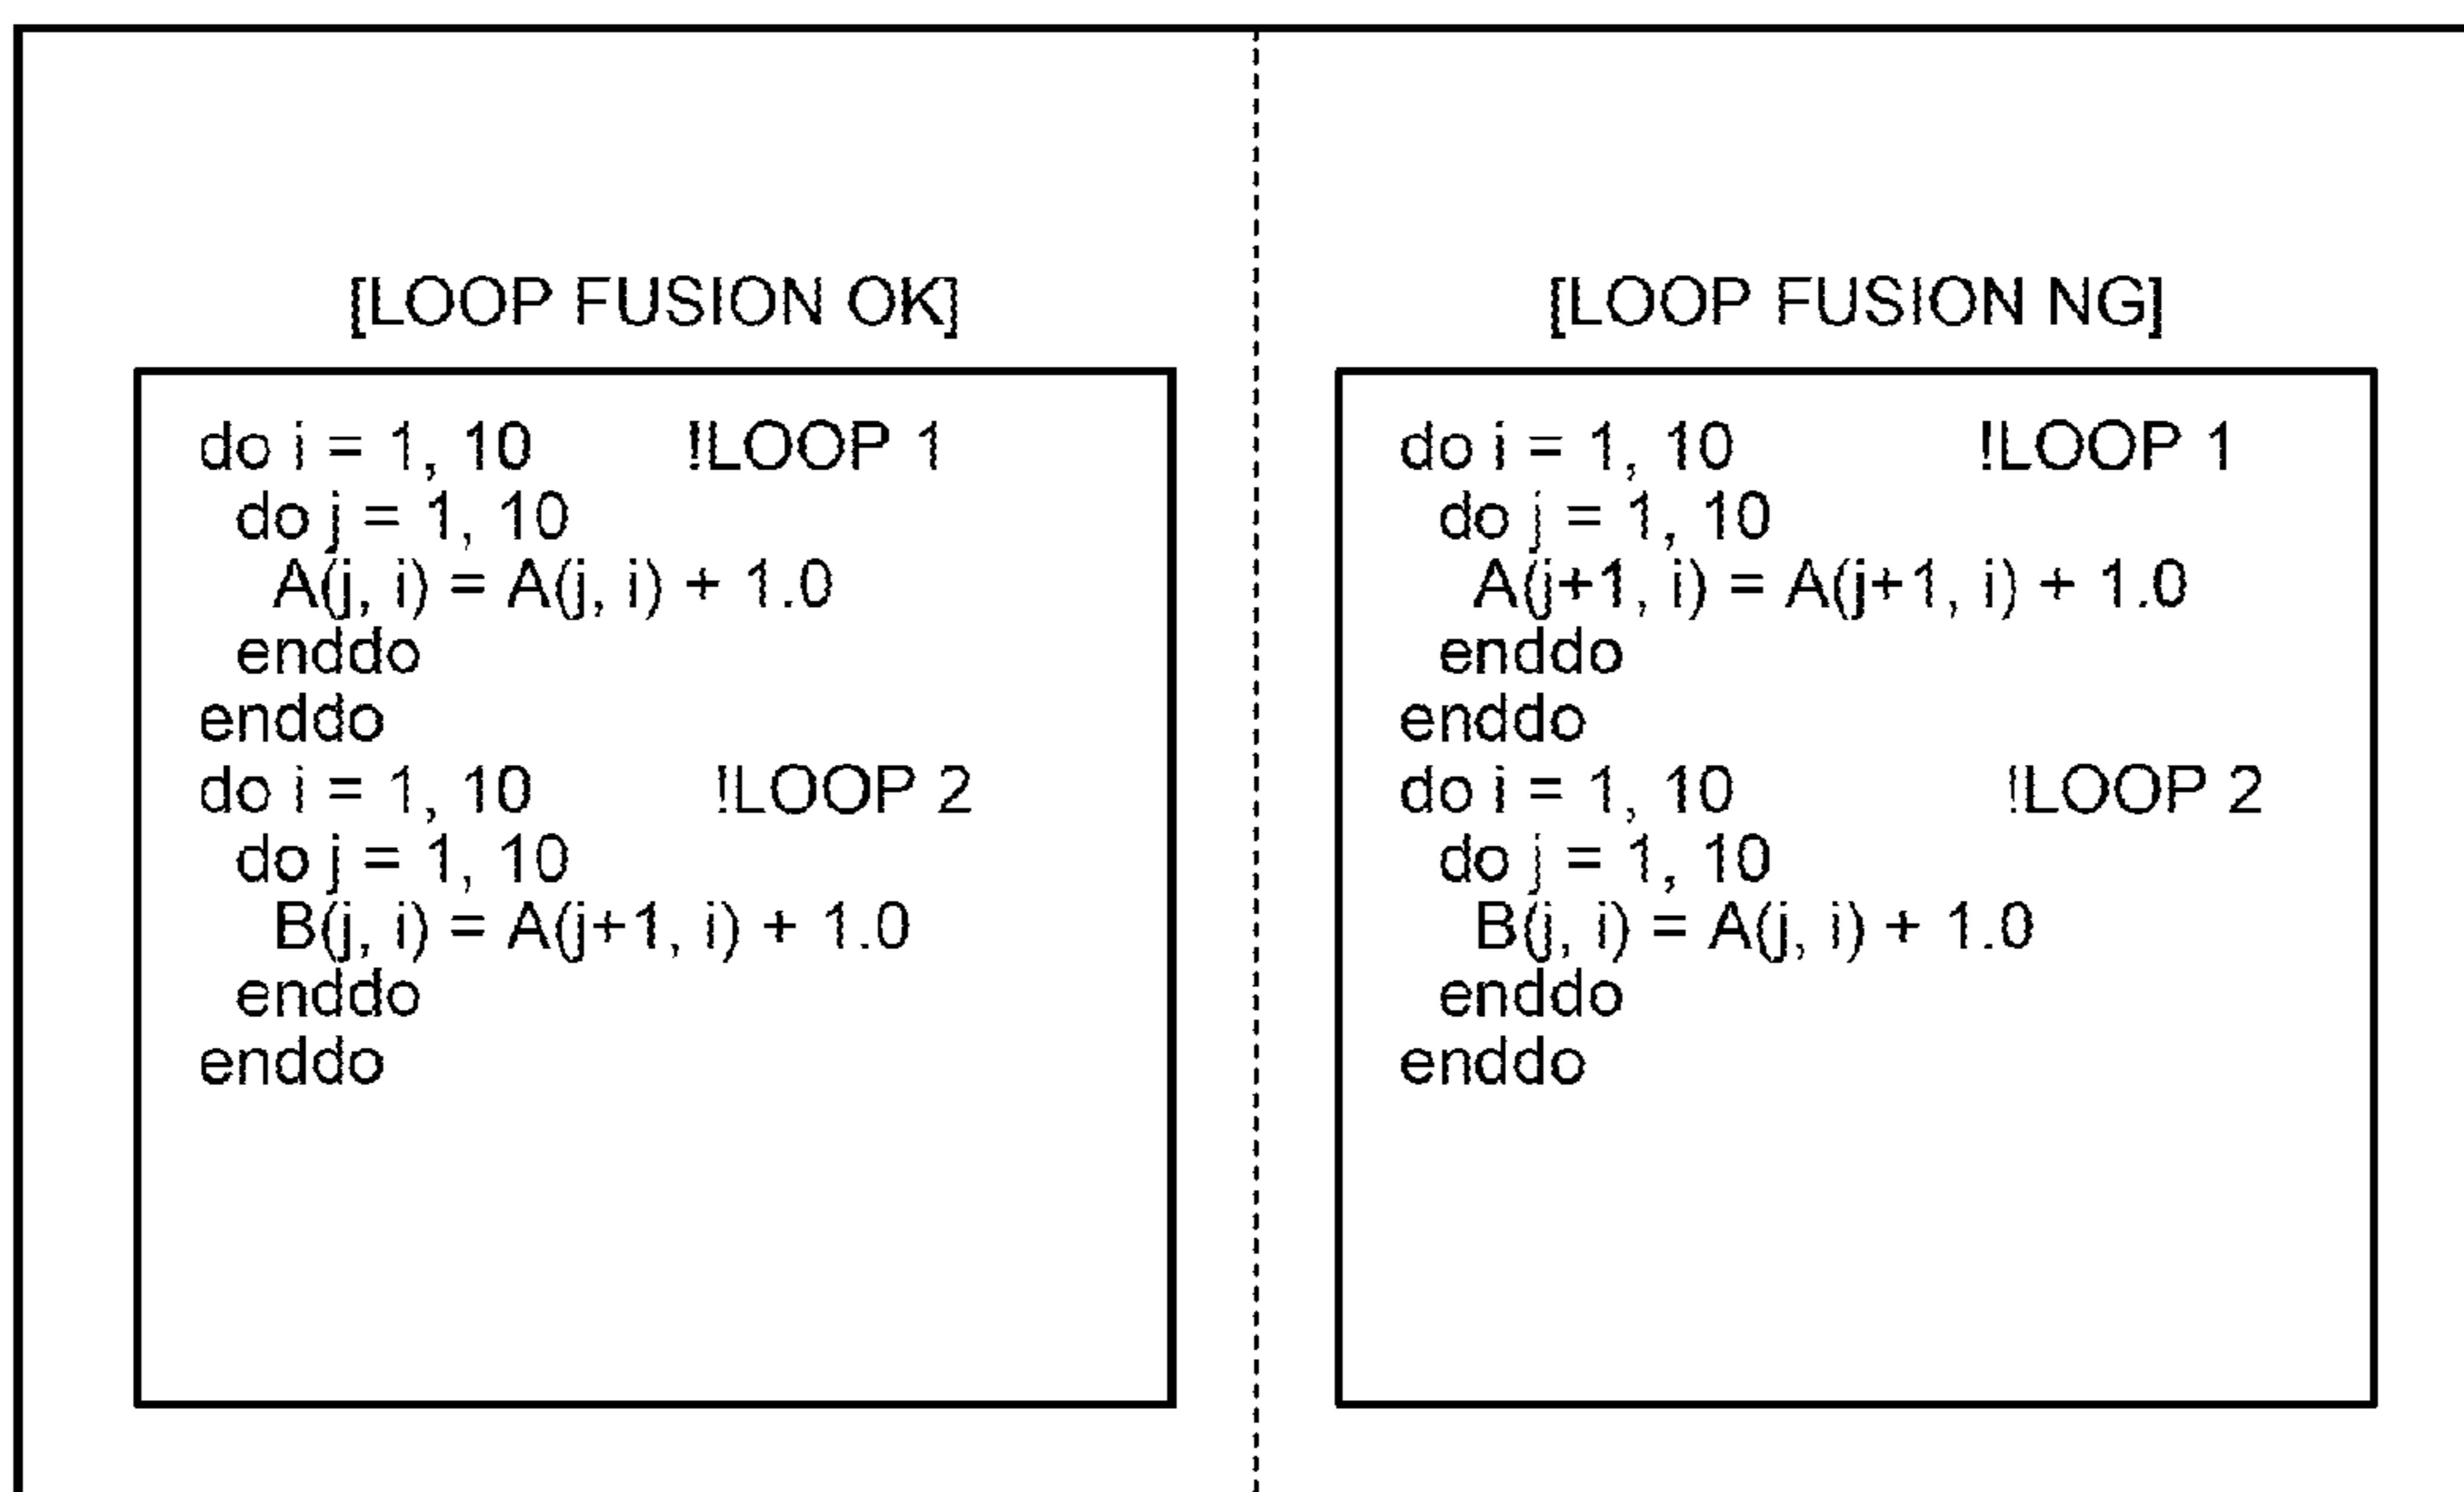 [LOOP FUSION OK]
do i = 1, 10 !LOOP 1
do j = 1, 10
A(j, i) = A(j, i) + 1.0
enddo
enddo
do i = 1, 10 !LOOP 2
do j = 1, 10
B(j, i) = A(j+1, i) + 1.0
enddo
enddo
[LOOP FUSION NG]
do i = 1, 10 !LOOP 1
do j = 1, 10
A(j+1, i) = A(j+1, i) + 1.0
enddo
enddo
do i = 1, 10 !LOOP 2
do j = 1, 10
B(j, i) = A(j, i) + 1.0
enddo
enddo